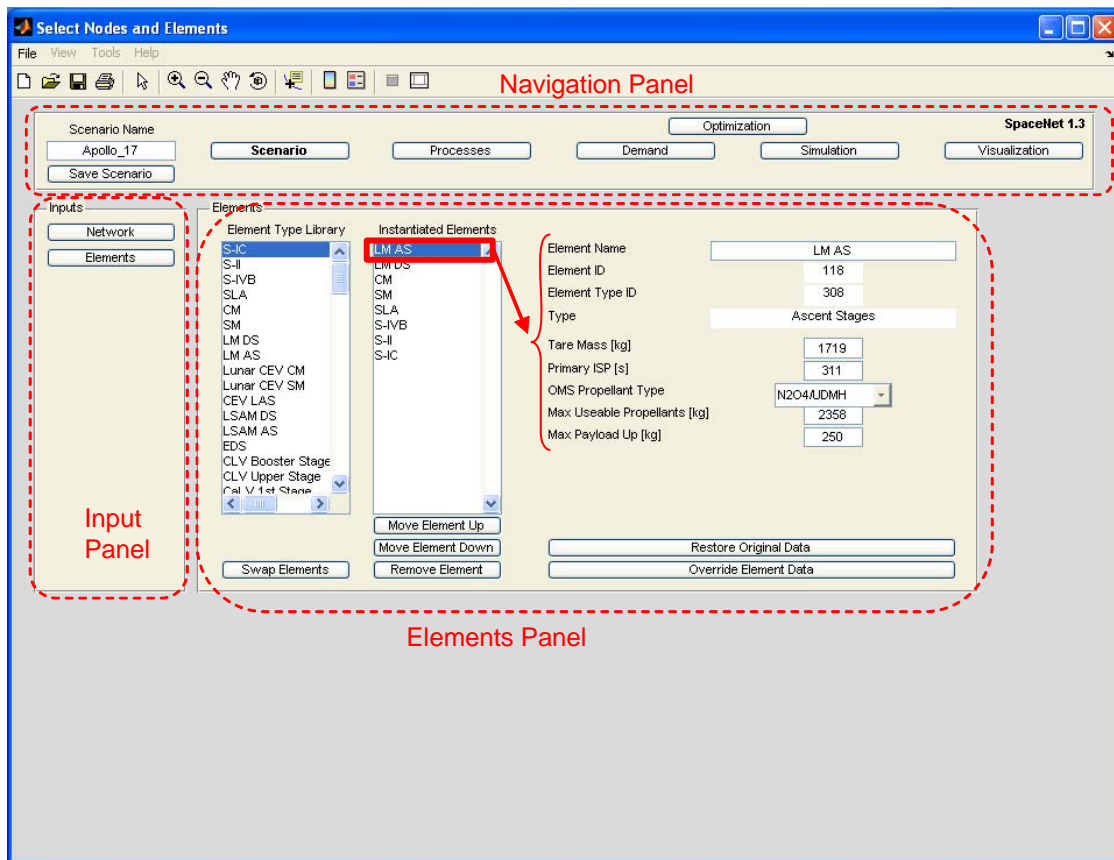 Select Nodes and Elements
File View Tools Help
Navigation Panel
Scenario Name
Apollo_17
Save Scenario
Optimization
SpaceNet 1.3
Scenario
Processes
Demand
Simulation
Visualization
Inputs
Network
Elements
Input
Panel
Elements
Element Type Library
S-IC
S-II
S-IVB
SLA
CM
SM
LM DS
LM AS
Lunar CEV CM
Lunar CEV SM
CEV LAS
LSAM DS
LSAM AS
EDS
CLV Booster Stage
CLV Upper Stage
CaLV 1st Stage
Swap Elements
Instantiated Elements
LM AS
LM DS
CM
SM
SLA
S-IVB
S-II
S-IC
Move Element Up
Move Element Down
Remove Element
Element Name LM AS
Element ID 118
Element Type ID 308
Type Ascent Stages
Tare Mass [kg] 1719
Primary ISP [s] 311
OMS Propellant Type N2O4/UDMH
Max Useable Propellants [kg] 2358
Max Payload Up [kg] 250
Restore Original Data
Override Element Data
Elements Panel